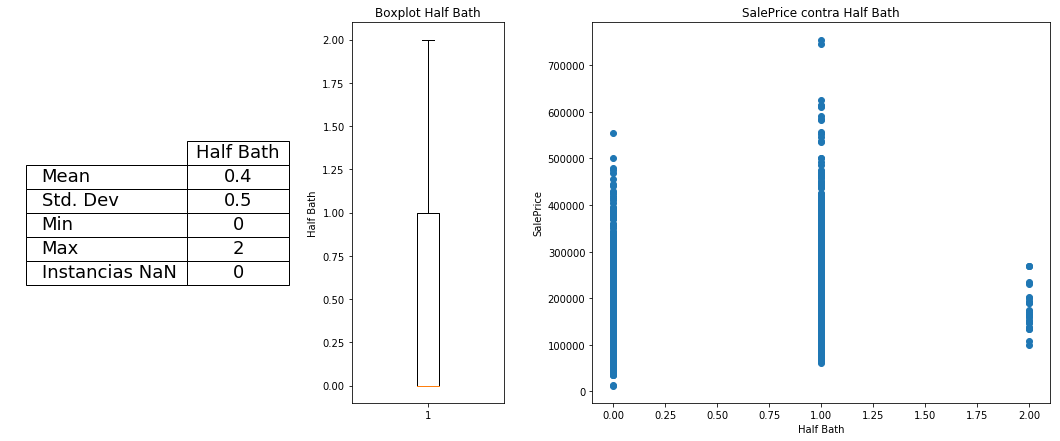 Half Bath
Mean 0.4
Std. Dev 0.5
Min 0
Max 2
Instancias NaN 0
Boxplot Half Bath
Half Bath
2.00
1.75
1.50
1.25
1.00
0.75
0.50
0.25
0.00
1
SalePrice contra Half Bath
SalePrice
700000
600000
500000
400000
300000
200000
100000
0
0.00 0.25 0.50 0.75 1.00 1.25 1.50 1.75 2.00
Half Bath